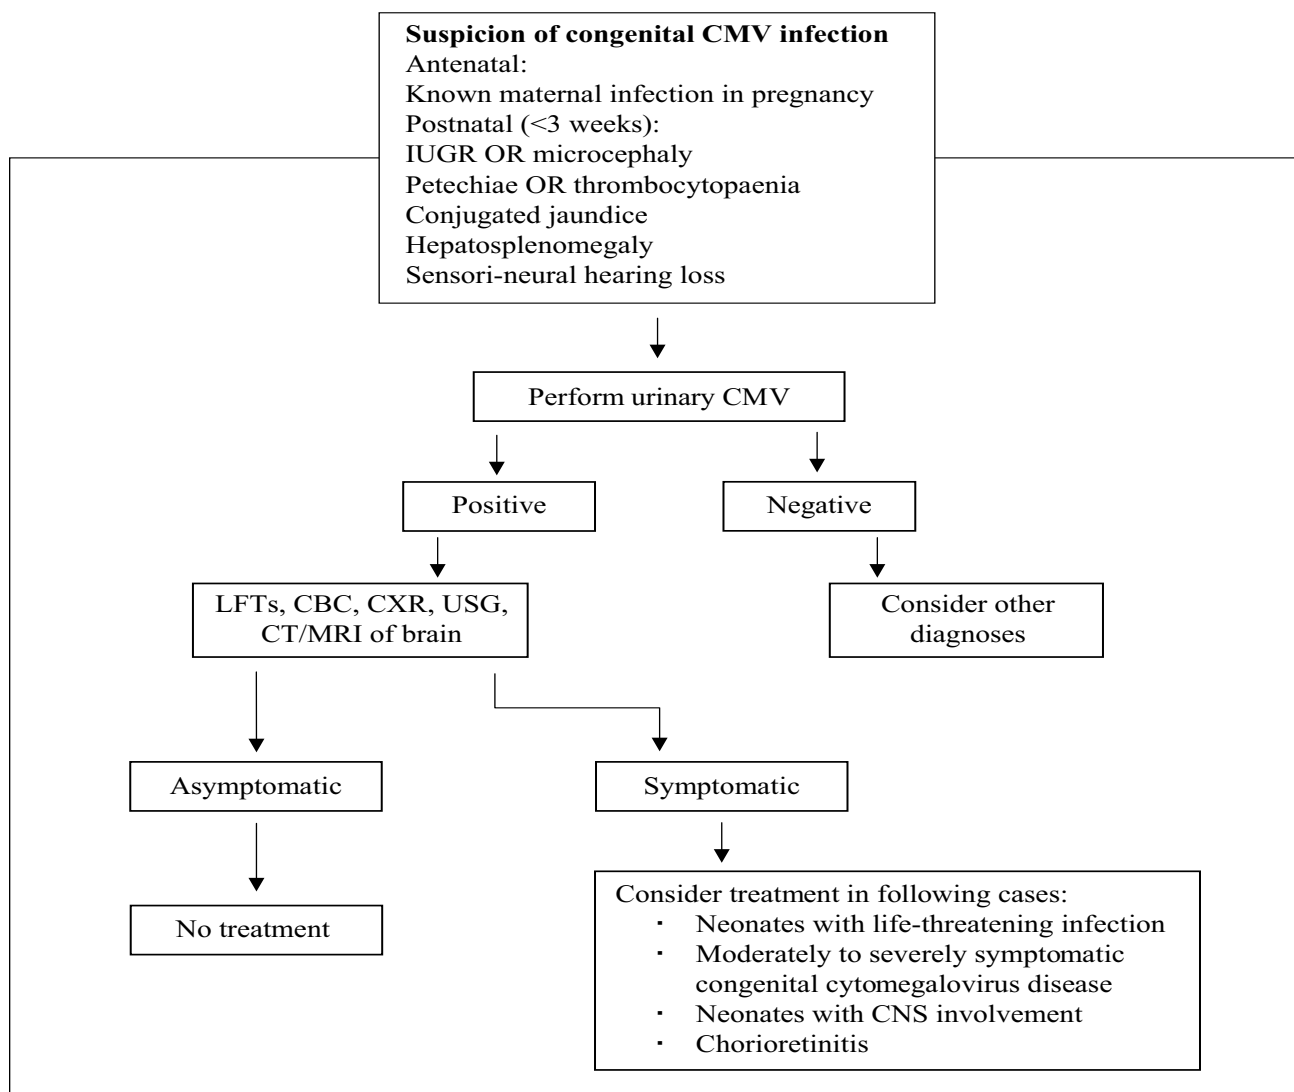 Suspicion of congenital CMV infection
Antenatal:
Known maternal infection in pregnancy
Postnatal (<3 weeks):
IUGR OR microcephaly
Petechiae OR thrombocytopaenia
Conjugated jaundice
Hepatosplenomegaly
Sensori-neural hearing loss
Perform urinary CMV
Positive
Negative
LFTs, CBC, CXR, USG,
CT/MRI of brain
Consider other
diagnoses
Asymptomatic
Symptomatic
No treatment
Consider treatment in following cases:
▪ Neonates with life-threatening infection
▪ Moderately to severely symptomatic
congenital cytomegalovirus disease
▪ Neonates with CNS involvement
▪ Chorioretinitis